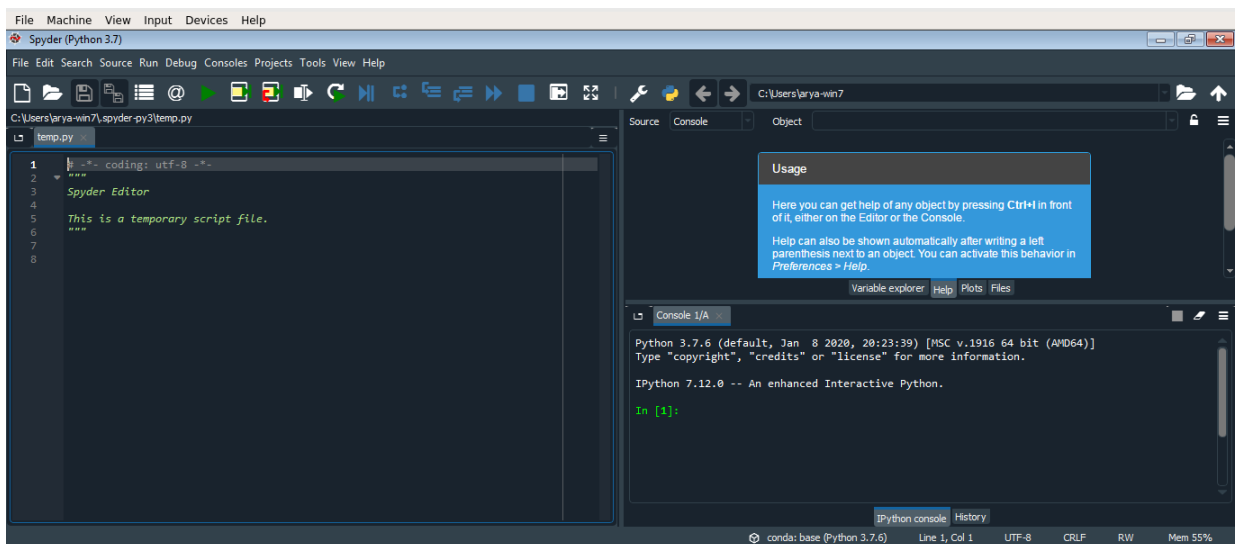 File Machine View Input Devices Help
Spyder (Python 3.7)
File Edit Search Source Run Debug Consoles Projects Tools View Help
C:\Users\arya-win7
C:\Users\arya-win7\.spyder-py3\temp.py
temp.py
1 # -*- coding: utf-8 -*-
2 """
3 Spyder Editor
4
5 This is a temporary script file.
6 """
7
8
Source Console Object
Usage
Here you can get help of any object by pressing Ctrl+I in front
of it, either on the Editor or the Console.
Help can also be shown automatically after writing a left
parenthesis next to an object. You can activate this behavior in
Preferences > Help.
Variable explorer Help Plots Files
Console 1/A
Python 3.7.6 (default, Jan  8 2020, 20:23:39) [MSC v.1916 64 bit (AMD64)]
Type "copyright", "credits" or "license" for more information.
IPython 7.12.0 -- An enhanced Interactive Python.
In [1]:
IPython console History
conda: base (Python 3.7.6) Line 1, Col 1 UTF-8 CRLF RW Mem 55%